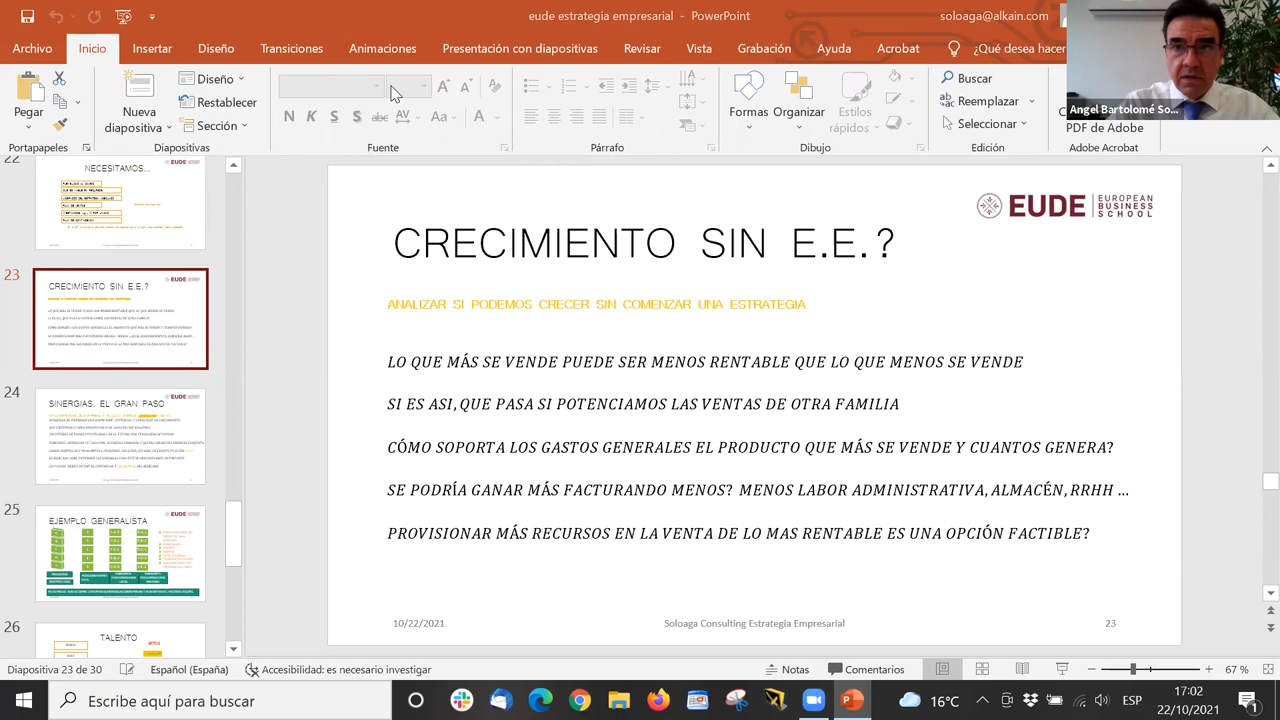 eude estrategia empresarial - PowerPoint
soloaga@alkain.com
Archivo Inicio Insertar Diseño Transiciones Animaciones Presentación con diapositivas Revisar Vista Grabación Ayuda Acrobat ¿Qué desea hacer
Pegar
Nueva diapositiva
Diseño
Restablecer
Sección
Formas
Organizar
Estilos rápidos
Buscar
Reemplazar
Seleccionar
PDF de Adobe
Portapapeles Diapositivas Fuente Párrafo Dibujo Edición Adobe Acrobat
Angel Bartolomé So...
22
NECESITAMOS...
23
CRECIMIENTO SIN E.E.?
24
SINERGIAS, EL GRAN PASO
25
EJEMPLO GENERALISTA
26
TALENTO
EUDE EUROPEAN BUSINESS SCHOOL
CRECIMIENTO SIN E.E.?
ANALIZAR SI PODEMOS CRECER SIN COMENZAR UNA ESTRATEGIA
LO QUE MÁS SE VENDE PUEDE SER MENOS RENTABLE QUE LO QUE MENOS SE VENDE
SI ES ASI, QUE PASA SI POTENCIAMOS LAS VENTAS DE OTRA FAMILIA
CÓMO SOPORTA LOS GASTOS GENERALES EL PRODUCTO QUE MÁS SE VENDE Y CUANTOS GENERA?
SE PODRÍA GANAR MÁS FACTURANDO MENOS? MENOS LABOR ADMINISTRATIVA, ALMACÉN, RRHH ...
PROVISIONAR MÁS RECURSOS EN LA VENTA DE LO MAS RENTABLE ES UNA OPCIÓN FACTIBLE?
10/22/2021
Soloaga Consulting Estrategia Empresarial
23
Diapositiva 23 de 30
Español (España)
Accesibilidad: es necesario investigar
Notas
Comentarios
67 %
Escribe aquí para buscar
16°C
ESP
17:02
22/10/2021